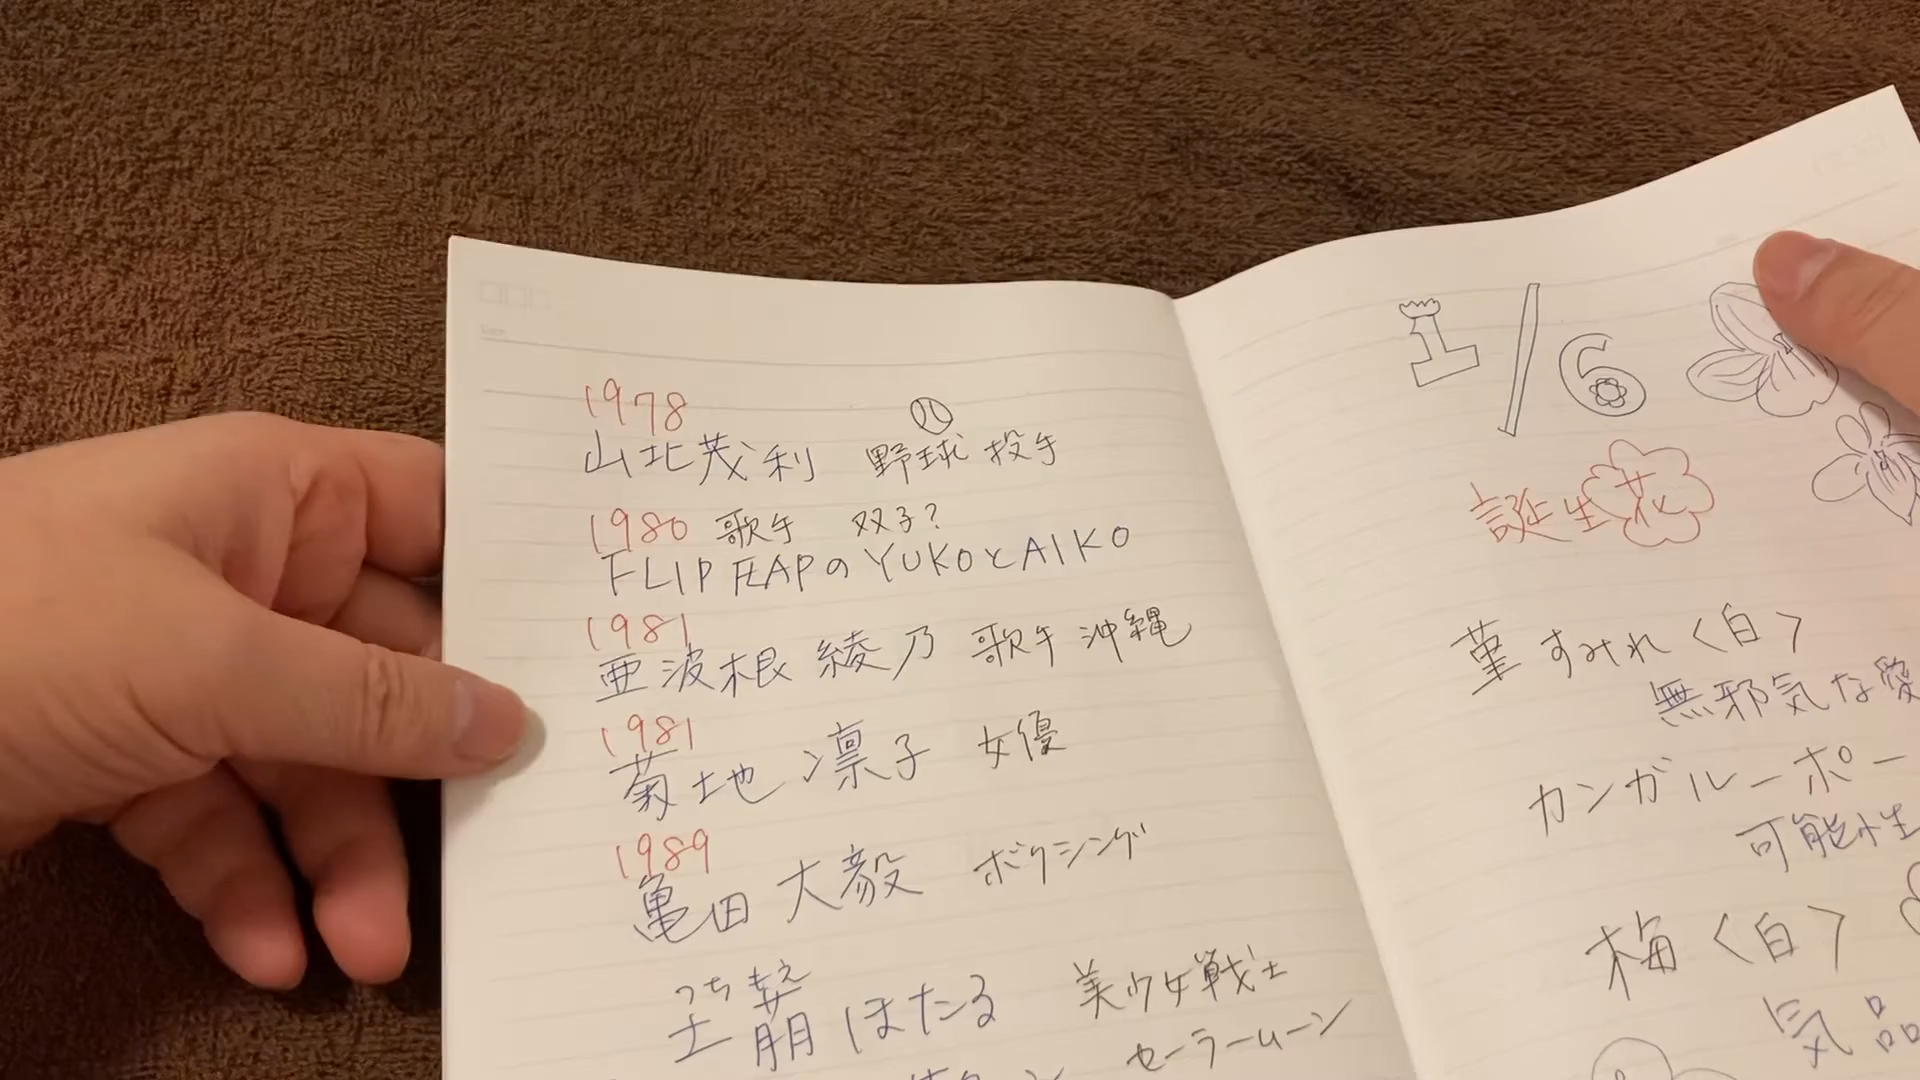 1978
山北茂利 野球 投手
1980 歌手 双子?
FLIP FLAPのYUKOとAIKO
1981
亜波根 綾乃 歌手 沖縄
1981
菊地 凛子 女優
1989
亀田 大毅 ボクシング
土萠 ほたる 美少女戦士
セーラームーン
1/6
誕生花
菫 すみれ〈白〉
無邪気な愛
カンガルーポー
可能性
梅〈白〉
気品